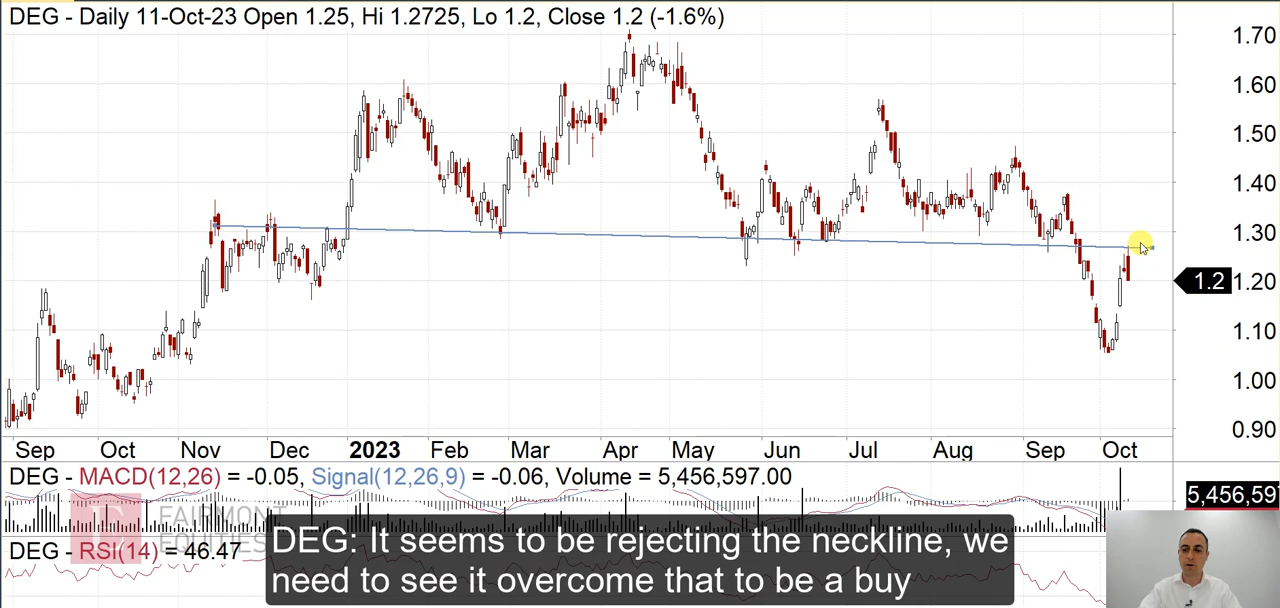 DEG - Daily 11-Oct-23 Open 1.25, Hi 1.2725, Lo 1.2, Close 1.2 (-1.6%)
1.70
1.60
1.50
1.40
1.30
1.2
1.20
1.10
1.00
0.90
Sep Oct Nov Dec 2023 Feb Mar Apr May Jun Jul Aug Sep Oct
DEG - MACD(12,26) = -0.05, Signal(12,26,9) = -0.06, Volume = 5,456,597.00
5,456,59
FAIRMONT
EQUITIES
DEG - RSI(14) = 46.47
DEG: It seems to be rejecting the neckline, we
need to see it overcome that to be a buy